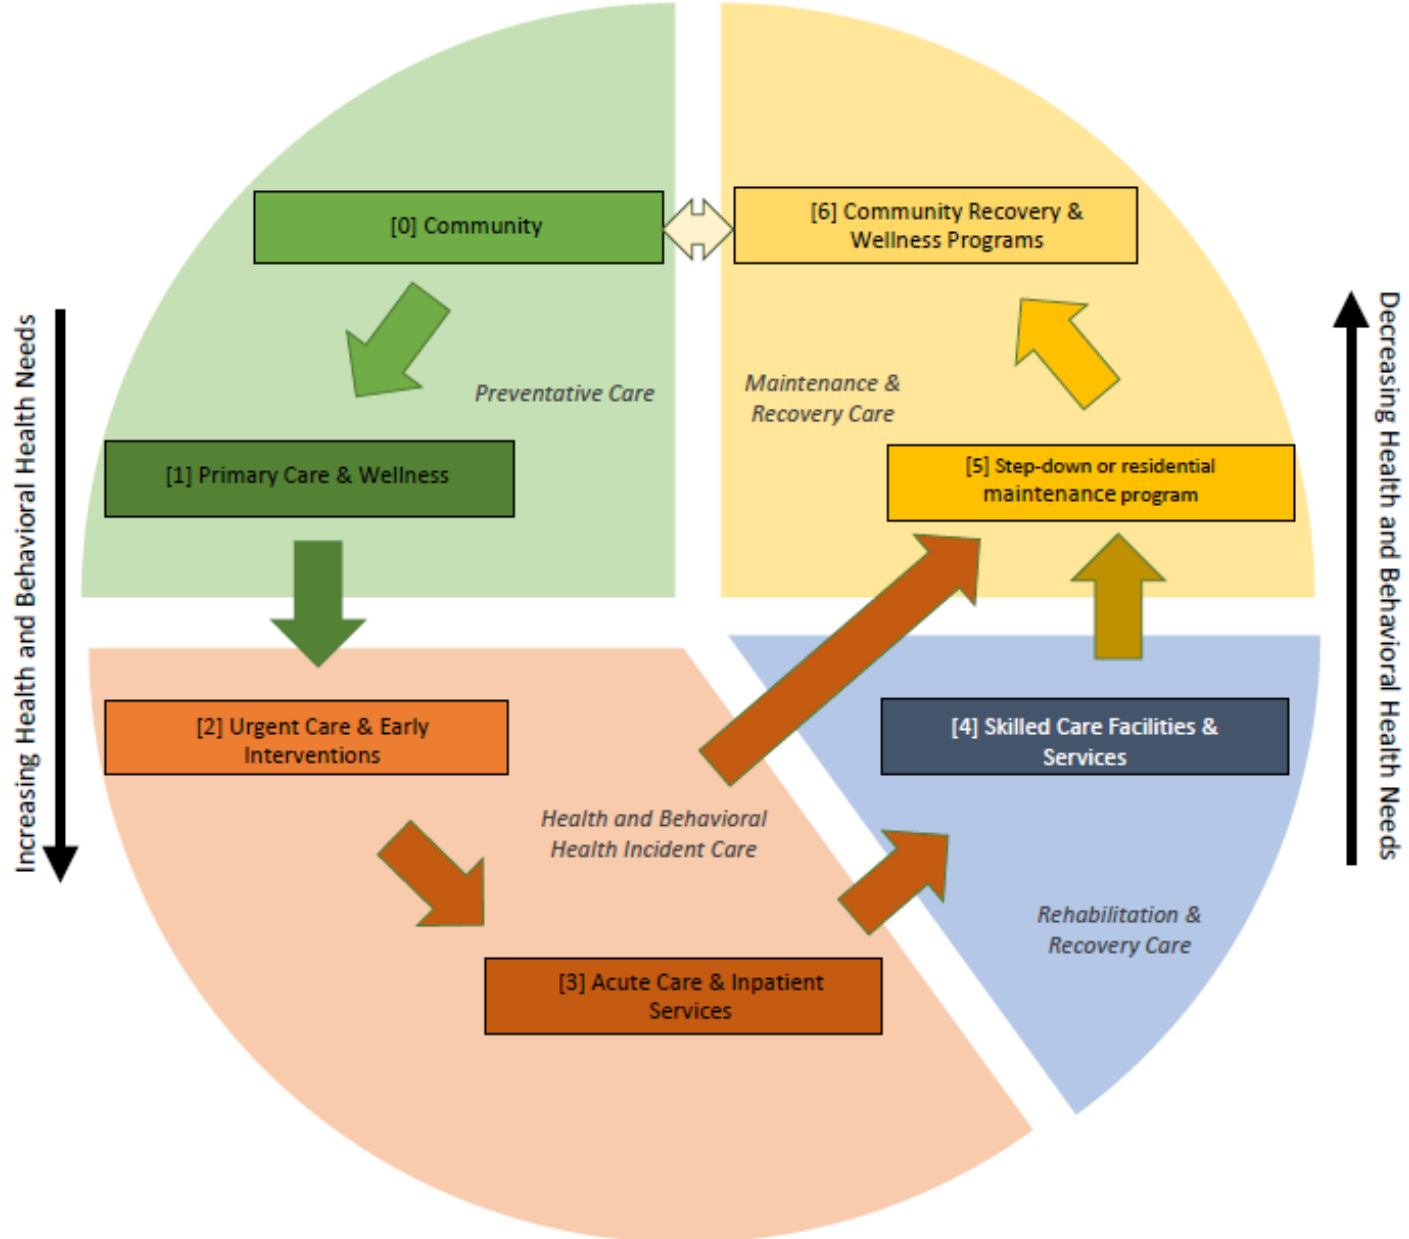 [0] Community
[6] Community Recovery &
Wellness Programs
Increasing Health and Behavioral Health Needs
Decreasing Health and Behavioral Health Needs
Preventative Care
Maintenance &
Recovery Care
[1] Primary Care & Wellness
[5] Step-down or residential
maintenance program
[2] Urgent Care & Early
Interventions
[4] Skilled Care Facilities &
Services
Health and Behavioral
Health Incident Care
Rehabilitation &
Recovery Care
[3] Acute Care & Inpatient
Services